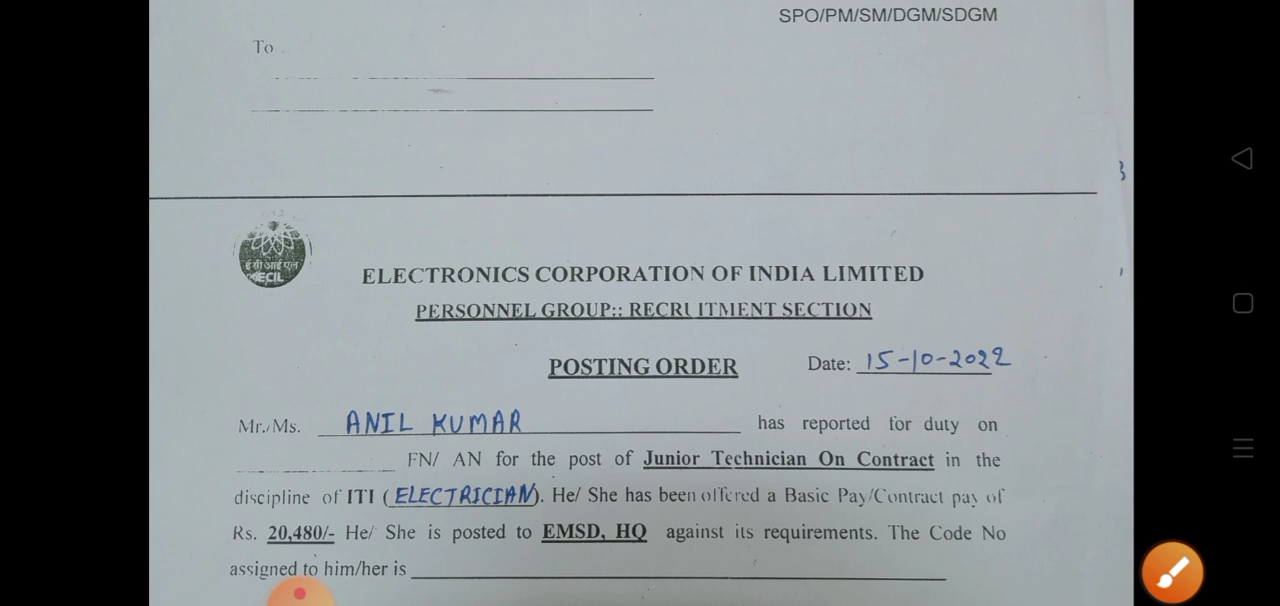 SPO/PM/SM/DGM/SDGM
To
ई सी आई एल
ECIL
ELECTRONICS CORPORATION OF INDIA LIMITED
PERSONNEL GROUP:: RECRUITMENT SECTION
POSTING ORDER Date: 15-10-2022
Mr./Ms. ANIL KUMAR has reported for duty on
FN/ AN for the post of Junior Technician On Contract in the
discipline of ITI (ELECTRICIAN). He/ She has been offered a Basic Pay/Contract pay of
Rs. 20,480/- He/ She is posted to EMSD, HQ against its requirements. The Code No
assigned to him/her is